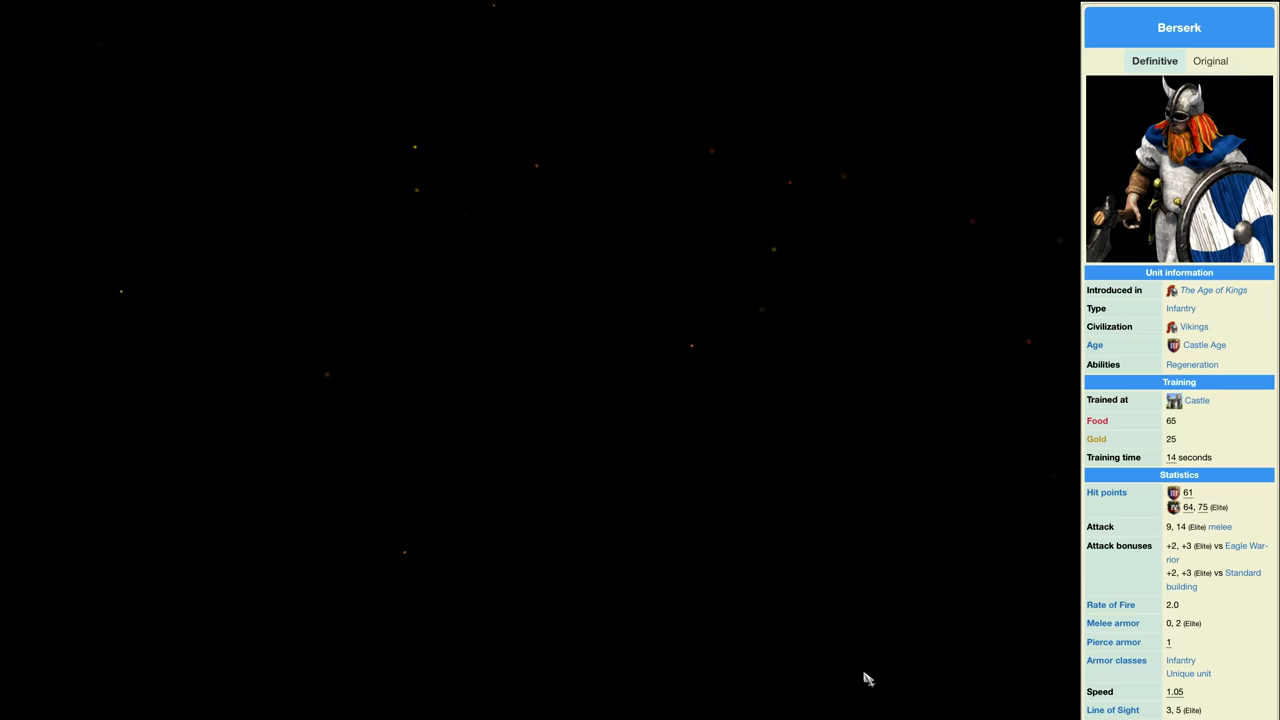 Berserk
Definitive Original
Unit information
Introduced in The Age of Kings
Type Infantry
Civilization Vikings
Age Castle Age
Abilities Regeneration
Training
Trained at Castle
Food 65
Gold 25
Training time 14 seconds
Statistics
Hit points 61
64, 75 (Elite)
Attack 9, 14 (Elite) melee
Attack bonuses +2, +3 (Elite) vs Eagle War-
rior
+2, +3 (Elite) vs Standard
building
Rate of Fire 2.0
Melee armor 0, 2 (Elite)
Pierce armor 1
Armor classes Infantry
Unique unit
Speed 1.05
Line of Sight 3, 5 (Elite)